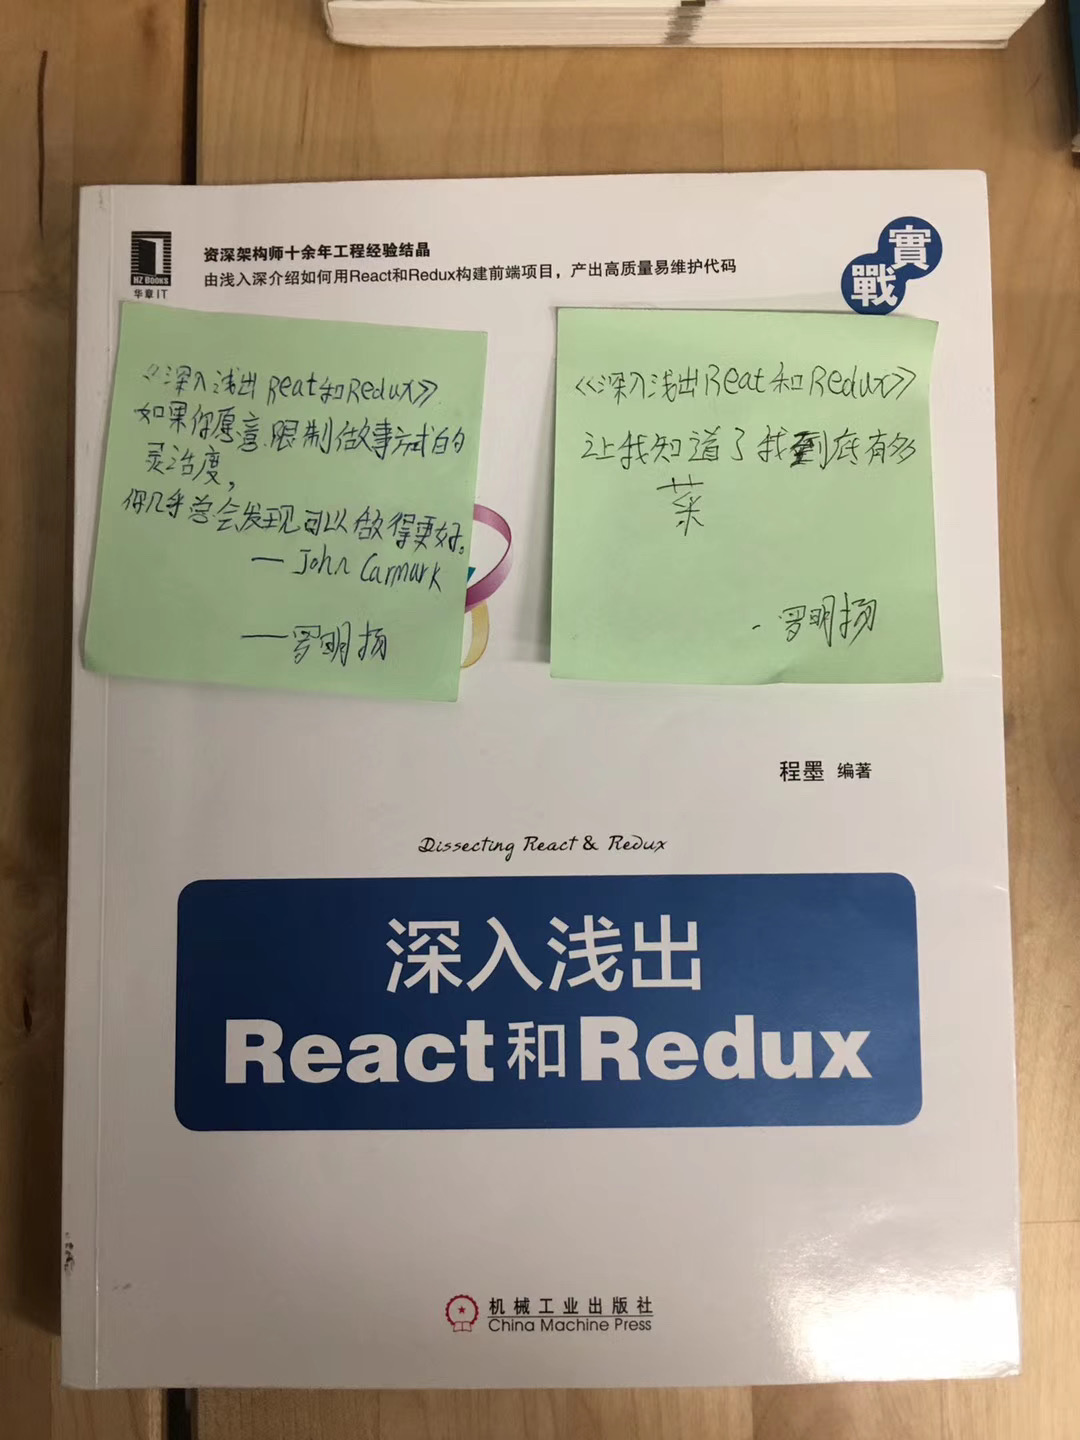 资深架构师十余年工程经验结晶
由浅入深介绍如何用React和Redux构建前端项目，产出高质量易维护代码
實
戰
HZ Books
华章IT
《深入浅出Reat和Redux》
如果你愿意限制做事方式的
灵活度，
你几乎总会发现可以做得更好。
— John Carmark
—罗明扬
《深入浅出Reat和Redux》
让我知道了我到底有多
菜
-罗明扬
程墨 编著
Dissecting React & Redux
深入浅出
React和Redux
机械工业出版社
China Machine Press